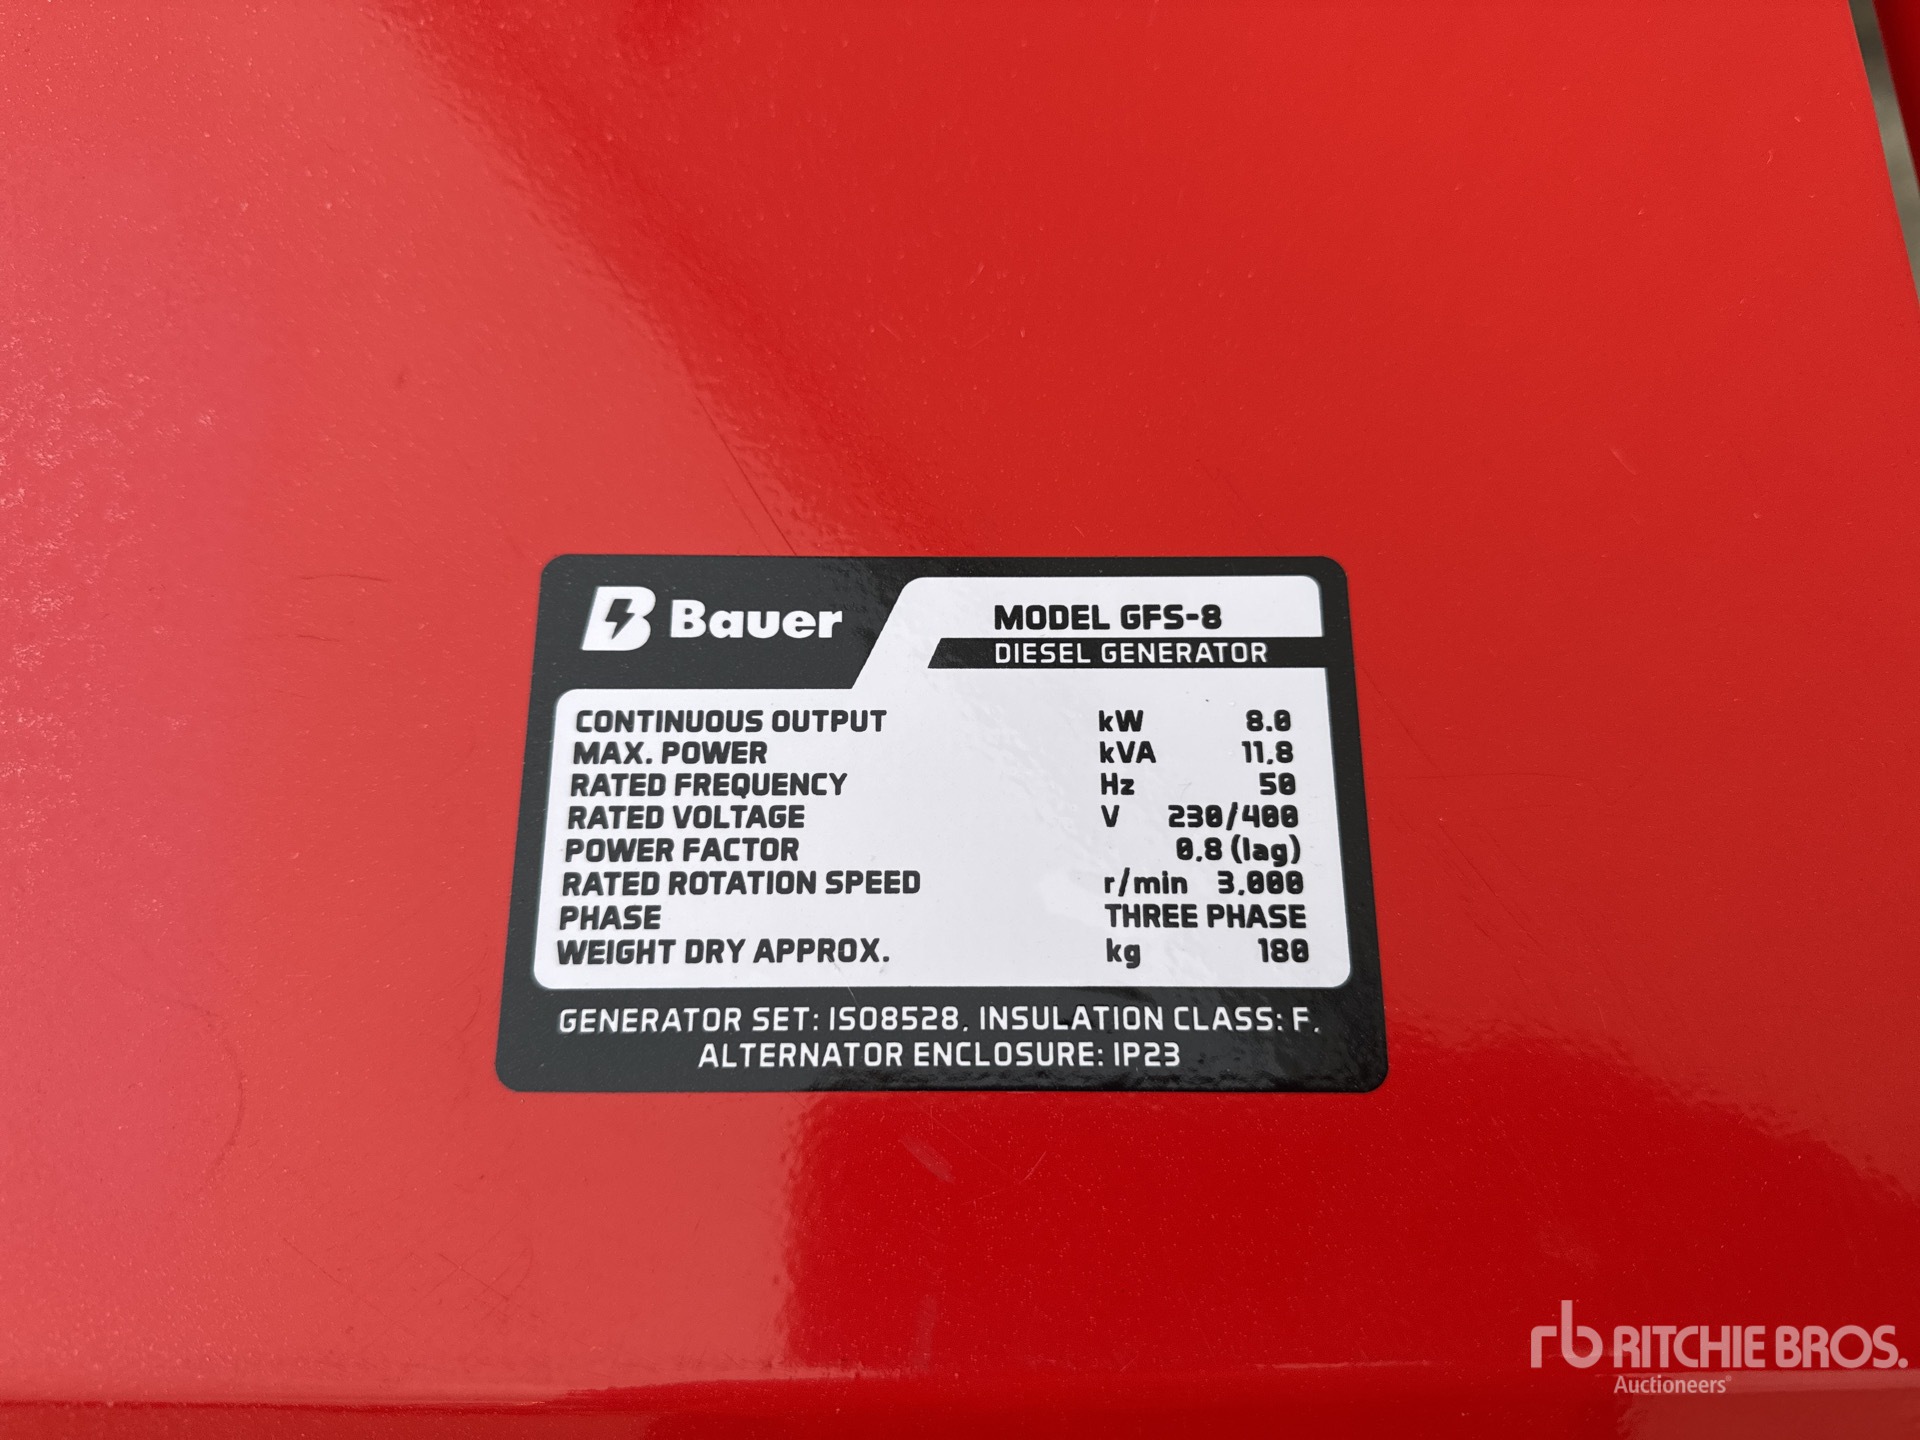 B Bauer
MODEL GFS-8
DIESEL GENERATOR
CONTINUOUS OUTPUT kW 8.0
MAX. POWER kVA 11.8
RATED FREQUENCY Hz 50
RATED VOLTAGE V 230/400
POWER FACTOR 0.8 (lag)
RATED ROTATION SPEED r/min 3.000
PHASE THREE PHASE
WEIGHT DRY APPROX. kg 180
GENERATOR SET: ISO8528. INSULATION CLASS: F.
ALTERNATOR ENCLOSURE: IP23
rb RITCHIE BROS.
Auctioneers®